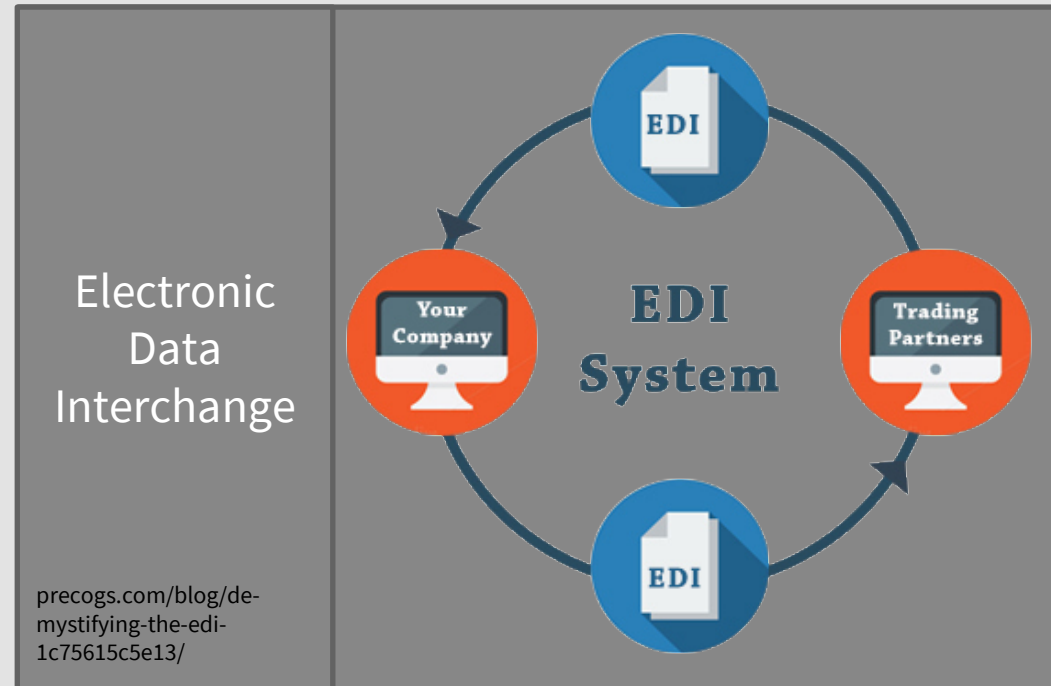 Electronic
Data
Interchange
precogs.com/blog/de-
mystifying-the-edi-
1c75615c5e13/
EDI
Your
Company
EDI
System
Trading
Partners
EDI